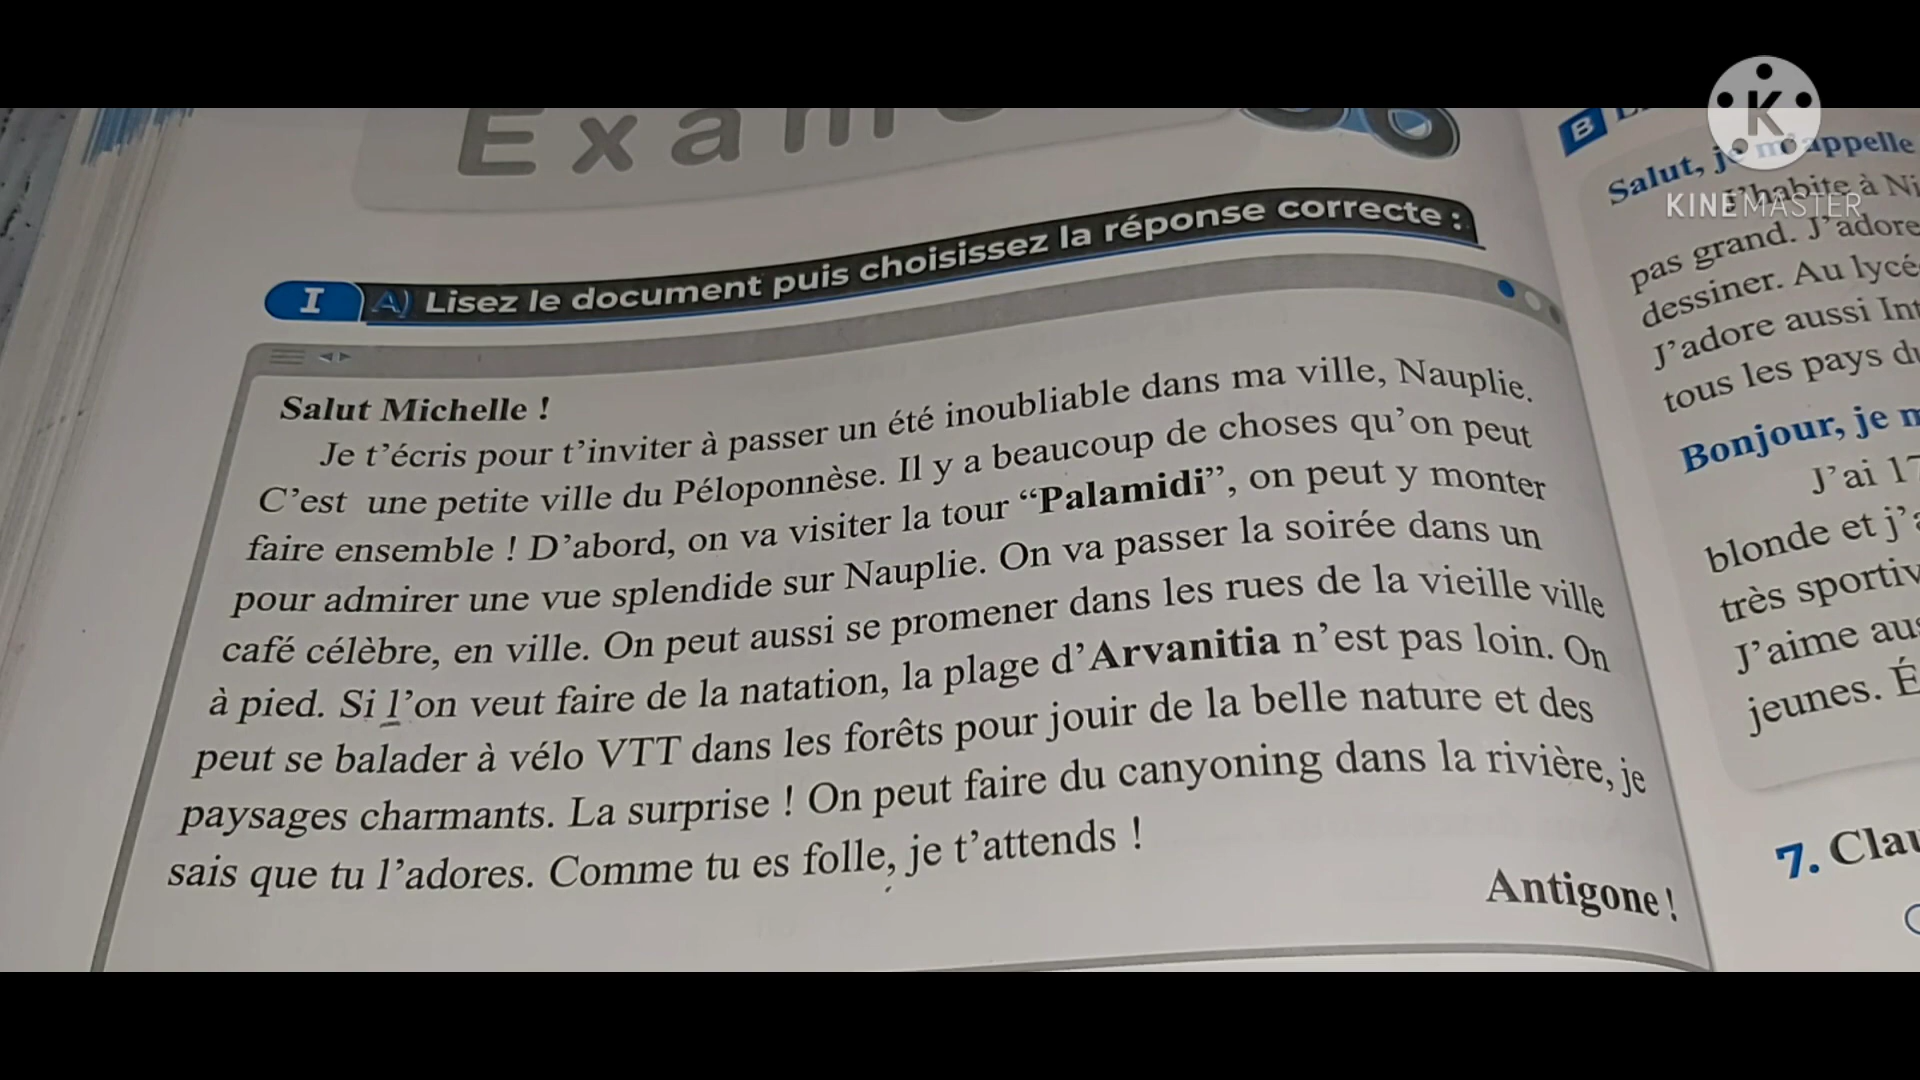 Exam
I A) Lisez le document puis choisissez la réponse correcte :
Salut Michelle !
Je t'écris pour t'inviter à passer un été inoubliable dans ma ville, Nauplie.
C'est une petite ville du Péloponnèse. Il y a beaucoup de choses qu'on peut
faire ensemble ! D'abord, on va visiter la tour “Palamidi”, on peut y monter
pour admirer une vue splendide sur Nauplie. On va passer la soirée dans un
café célèbre, en ville. On peut aussi se promener dans les rues de la vieille ville
à pied. Si l'on veut faire de la natation, la plage d'Arvanitia n'est pas loin. On
peut se balader à vélo VTT dans les forêts pour jouir de la belle nature et des
paysages charmants. La surprise ! On peut faire du canyoning dans la rivière, je
sais que tu l'adores. Comme tu es folle, je t'attends !
Antigone !
B
Salut, je m'appelle
J'habite à
pas grand. J'adore
dessiner. Au
J'adore aussi
tous les pays
Bonjour, je
J'ai 17
blonde et
très
J'aime
jeunes.
7.
K
KINEMASTER